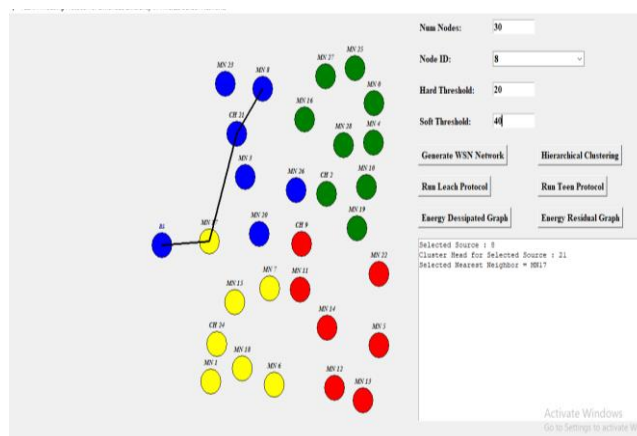 Num Nodes: 30
Node ID: 8
Hard Threshold: 20
Soft Threshold: 40
Generate WSN Network Hierarchical Clustering
Run Leach Protocol Run Teen Protocol
Energy Dessipated Graph Energy Residual Graph
Selected Source : 8
Cluster Head for Selected Source : 21
Selected Nearest Neighbor = MN17
MN 23
MN 8
MN 27
MN 25
MN 0
MN 16
CH 21
MN 28
MN 4
MN 3
MN 26
CH 2
MN 10
MN 20
CH 9
MN 19
MN 22
MN 7
MN 11
MN 15
MN 14
CH 24
MN 5
MN 1
MN 18
MN 6
MN 12
MN 13
Activate Windows
Go to Settings to activate W